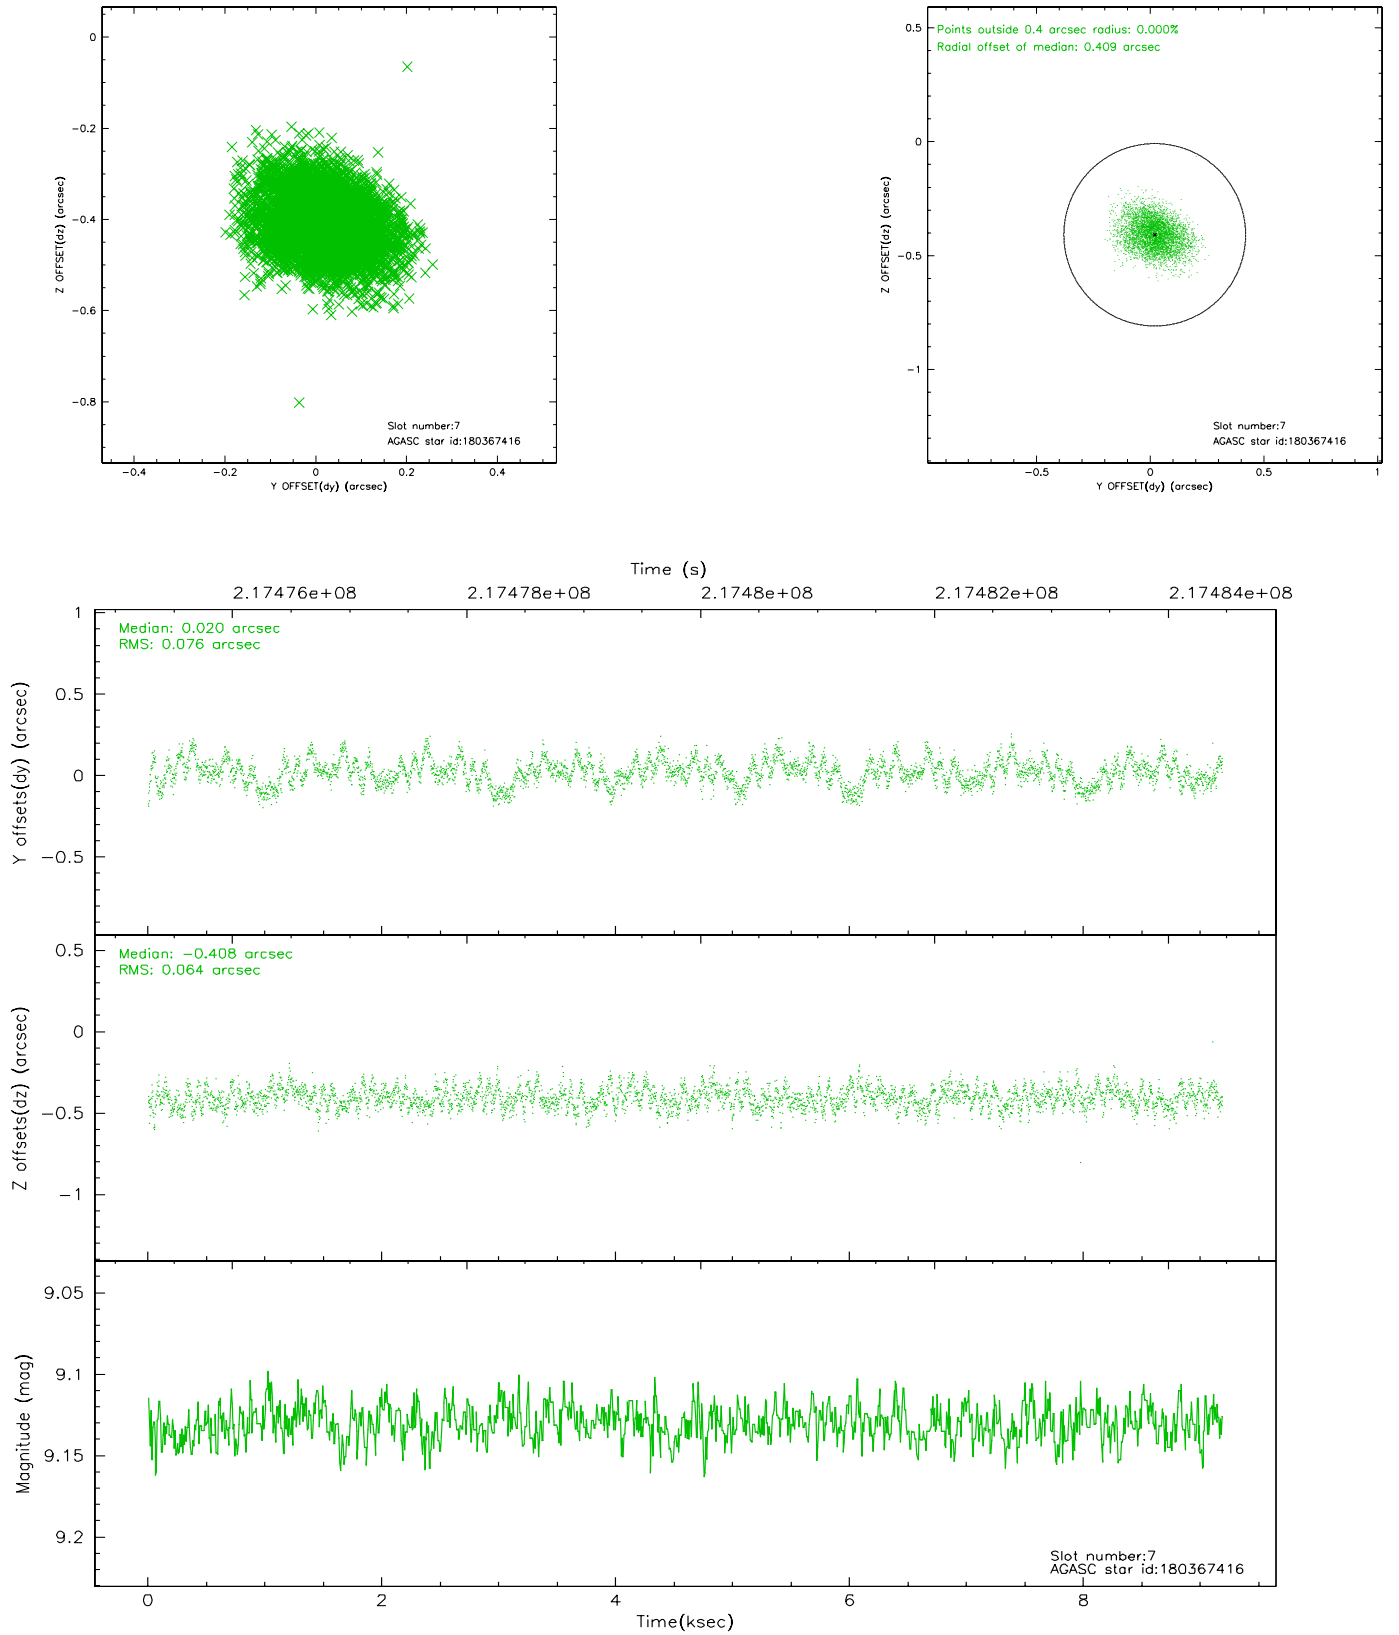 0
-0.2
-0.4
-0.6
-0.8
Z OFFSET(dz) (arcsec)
Slot number:7
AGASC star id:180367416
-0.4
-0.2
0
0.2
0.4
Y OFFSET(dy) (arcsec)
Points outside 0.4 arcsec radius: 0.000%
Radial offset of median: 0.409 arcsec
0.5
0
-0.5
-1
Z OFFSET(dz) (arcsec)
Slot number:7
AGASC star id:180367416
-0.5
0
0.5
1
Y OFFSET(dy) (arcsec)
Time (s)
2.17476e+08
2.17478e+08
2.1748e+08
2.17482e+08
2.17484e+08
Median: 0.020 arcsec
RMS: 0.076 arcsec
1
0.5
0
-0.5
Y offsets(dy) (arcsec)
Median: -0.408 arcsec
RMS: 0.064 arcsec
0.5
0
-0.5
-1
Z offsets(dz) (arcsec)
9.05
9.1
9.15
9.2
Magnitude (mag)
Slot number:7
AGASC star id:180367416
0
2
4
6
8
Time(ksec)